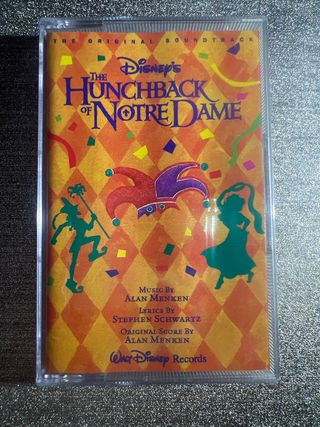 THE ORIGINAL SOUNDTRACK
Disney's
THE
HUNCHBACK
OF NOTRE DAME
MUSIC BY
ALAN MENKEN
LYRICS BY
STEPHEN SCHWARTZ
ORIGINAL SCORE BY
ALAN MENKEN
Walt Disney Records